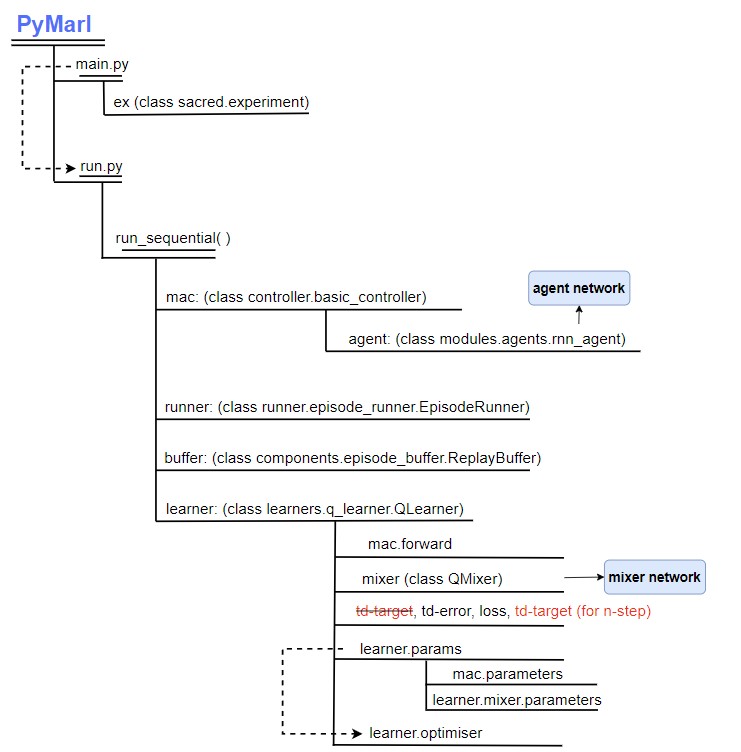 PyMarl
main.py
ex (class sacred.experiment)
run.py
run_sequential( )
mac: (class controller.basic_controller)
agent network
agent: (class modules.agents.rnn_agent)
runner: (class runner.episode_runner.EpisodeRunner)
buffer: (class components.episode_buffer.ReplayBuffer)
learner: (class learners.q_learner.QLearner)
mac.forward
mixer (class QMixer)
mixer network
td-target, td-error, loss, td-target (for n-step)
learner.params
mac.parameters
learner.mixer.parameters
learner.optimiser